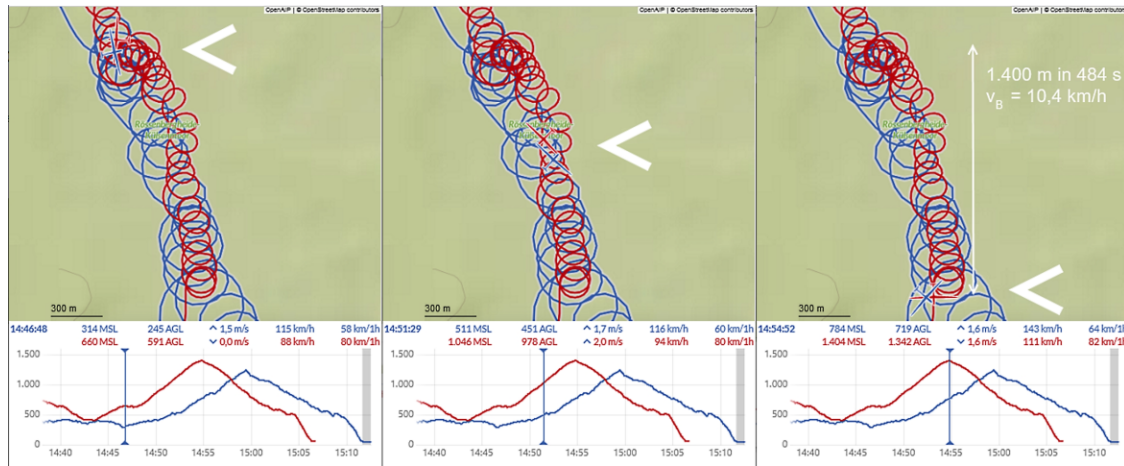 OpenAIP | © OpenStreetMap contributors
300 m
14:46:48 314 MSL 245 AGL 1,5 m/s 115 km/h 58 km/1h
660 MSL 591 AGL 0,0 m/s 88 km/h 80 km/1h
1.500
1.000
500
0
14:40 14:45 14:50 14:55 15:00 15:05 15:10
OpenAIP | © OpenStreetMap contributors
300 m
14:51:29 511 MSL 451 AGL 1,7 m/s 116 km/h 60 km/1h
1.046 MSL 978 AGL 2,0 m/s 94 km/h 80 km/1h
1.500
1.000
500
0
14:40 14:45 14:50 14:55 15:00 15:05 15:10
OpenAIP | © OpenStreetMap contributors
1.400 m in 484 s
vB = 10,4 km/h
300 m
14:54:52 784 MSL 719 AGL 1,6 m/s 143 km/h 64 km/1h
1.404 MSL 1.342 AGL 1,6 m/s 111 km/h 82 km/1h
1.500
1.000
500
0
14:40 14:45 14:50 14:55 15:00 15:05 15:10